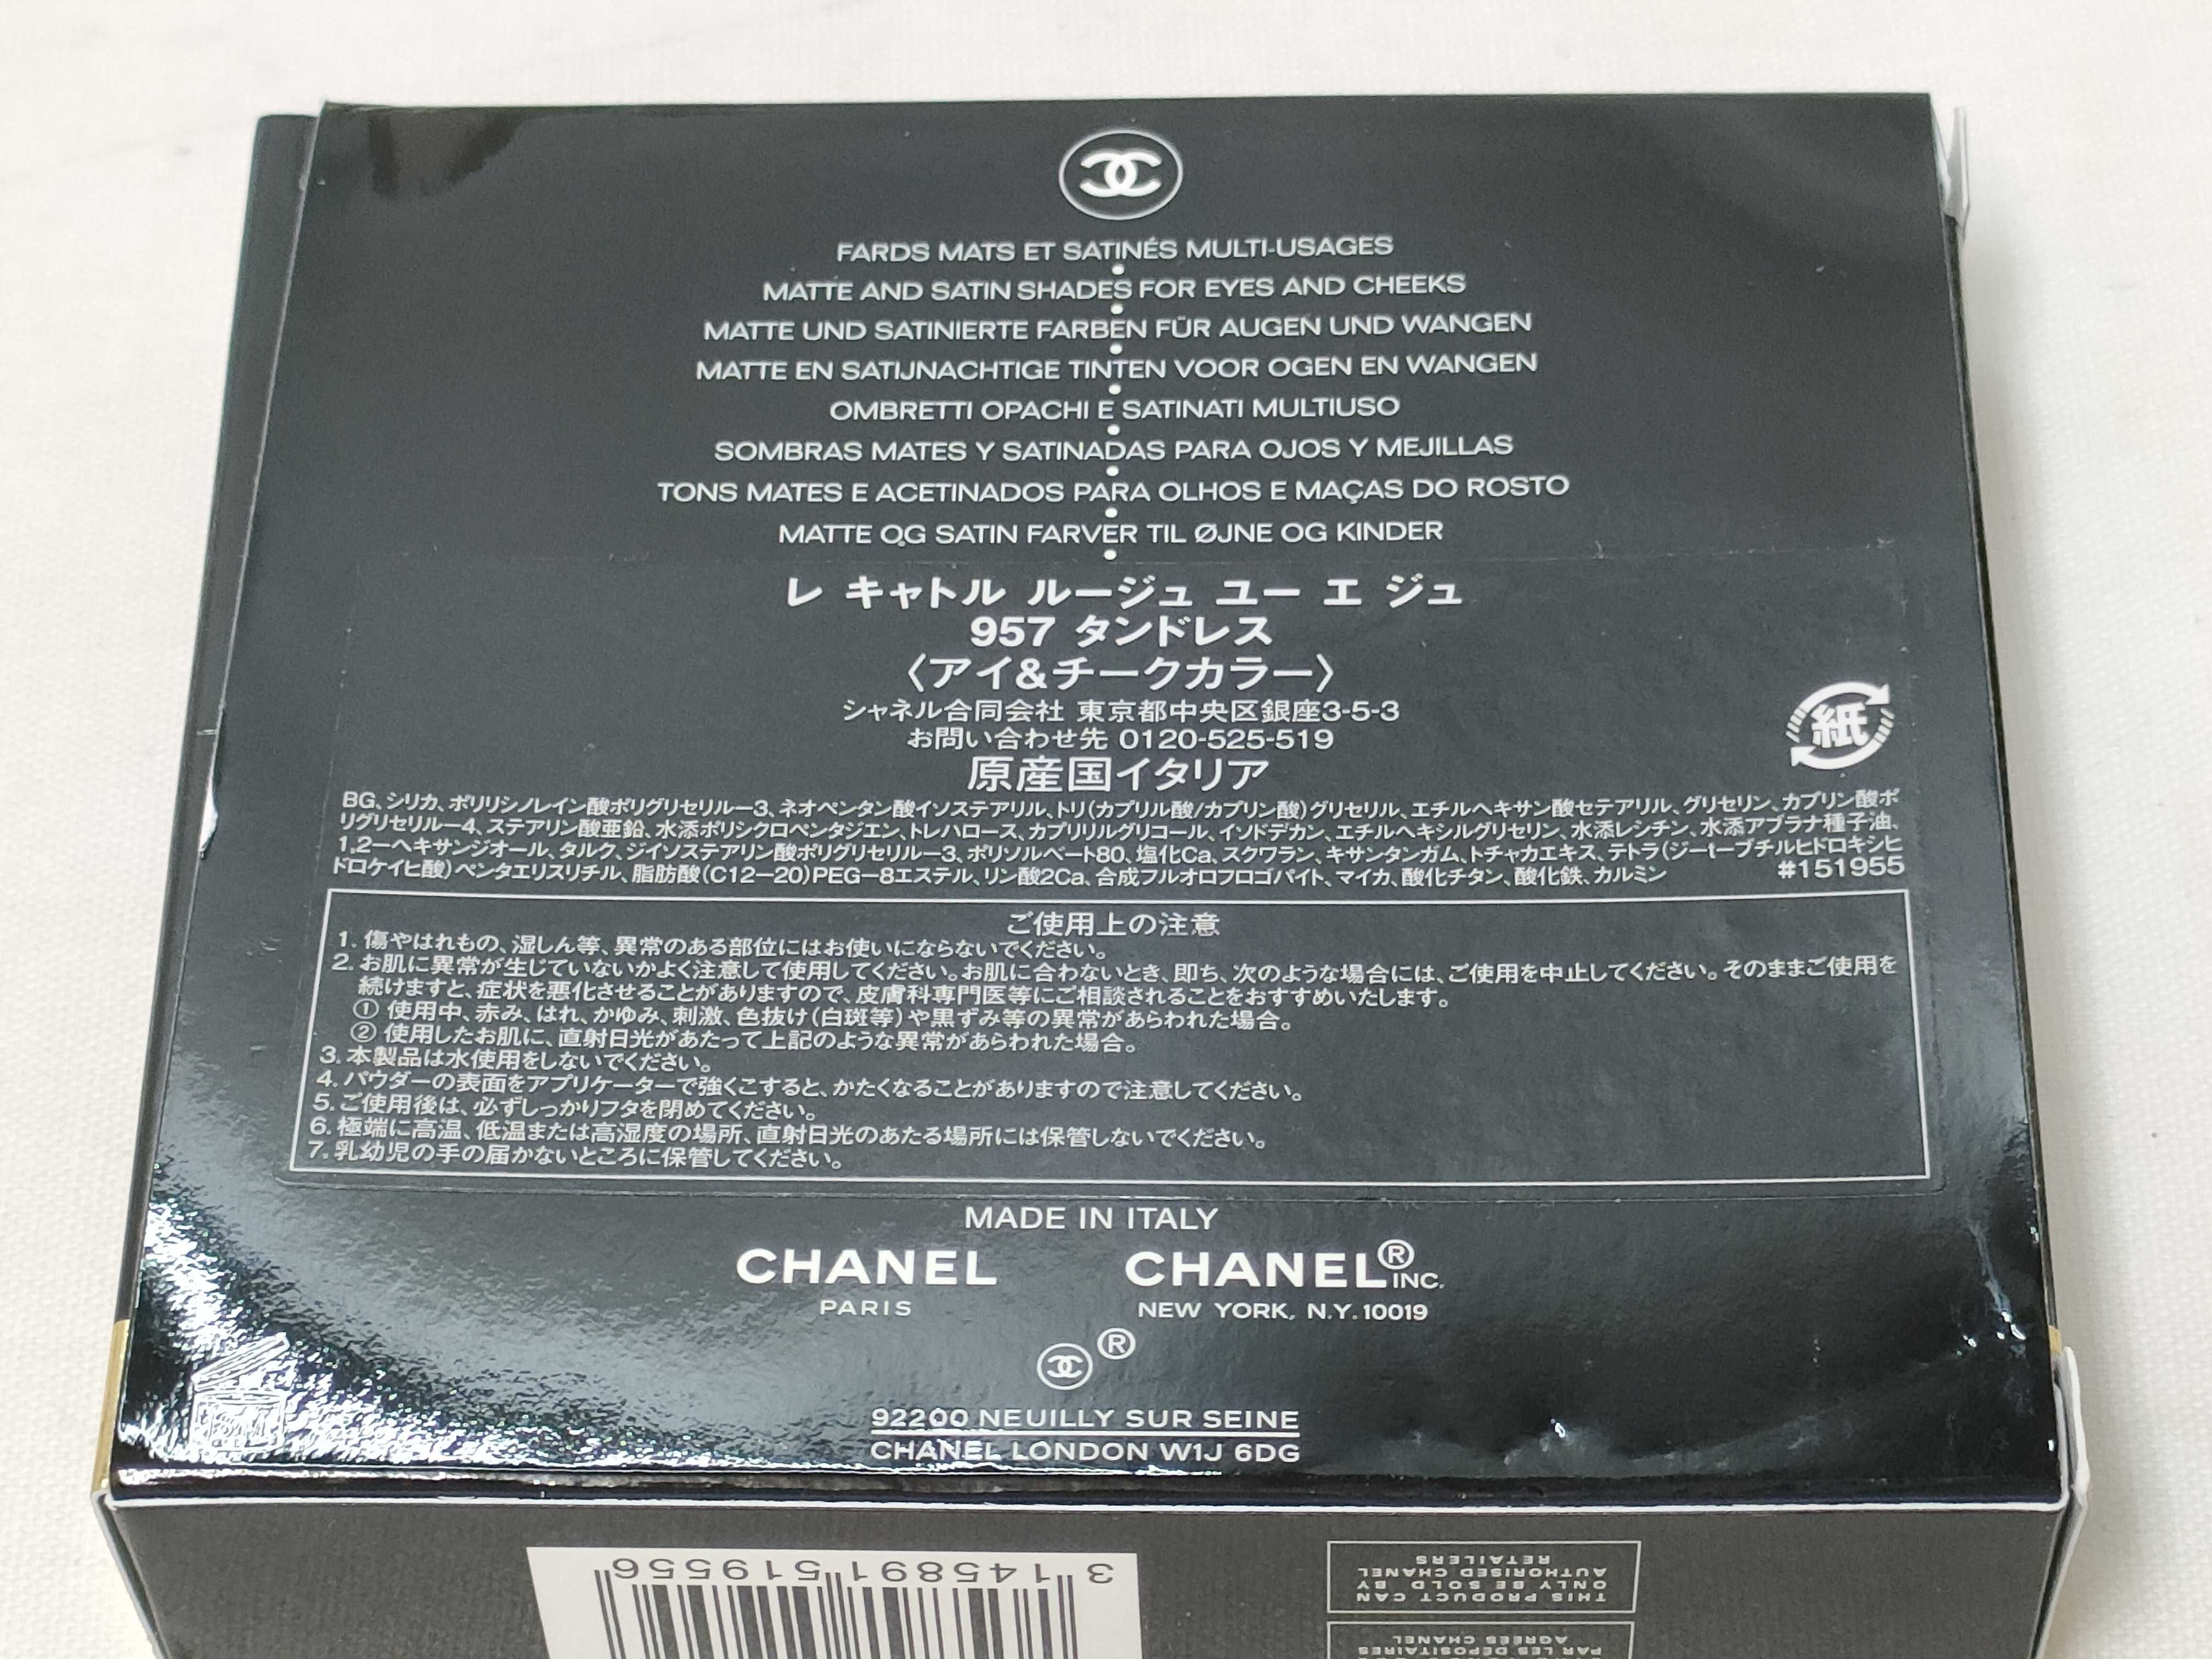 FARDS MATS ET SATINÉS MULTI-USAGES
MATTE AND SATIN SHADES FOR EYES AND CHEEKS
MATTE UND SATINIERTE FARBEN FÜR AUGEN UND WANGEN
MATTE EN SATIJNACHTIGE TINTEN VOOR OGEN EN WANGEN
OMBRETTI OPACHI E SATINATI MULTIUSO
SOMBRAS MATES Y SATINADAS PARA OJOS Y MEJILLAS
TONS MATES E ACETINADOS PARA OLHOS E MAÇAS DO ROSTO
MATTE OG SATIN FARVER TIL ØJNE OG KINDER
レ キャトル ルージュ ユー エ ジュ
957 タンドレス
〈アイ&チークカラー〉
シャネル合同会社 東京都中央区銀座3-5-3
お問い合わせ先 0120-525-519
原産国イタリア
紙
BG、シリカ、ポリリシノレイン酸ポリグリセリルー3、ネオペンタン酸イソステアリル、トリ(カプリル酸/カプリン酸)グリセリル、エチルヘキサン酸セテアリル、グリセリン、カプリン酸ポ
リグリセリルー4、ステアリン酸亜鉛、水添ポリシクロペンタジエン、トレハロース、カプリリルグリコール、イソドデカン、エチルヘキシルグリセリン、水添レシチン、水添アブラナ種子油、
1,2ーヘキサンジオール、タルク、ジイソステアリン酸ポリグリセリルー3、ポリソルベート80、塩化Ca、スクワラン、キサンタンガム、トチャカエキス、テトラ(ジーtーブチルヒドロキシヒ
ドロケイヒ酸)ペンタエリスリチル、脂肪酸(C12ー20)PEGー8エステル、リン酸2Ca、合成フルオロフロゴパイト、マイカ、酸化チタン、酸化鉄、カルミン #151955
ご使用上の注意
1. 傷やはれもの、湿しん等、異常のある部位にはお使いにならないでください。
2. お肌に異常が生じていないかよく注意して使用してください。お肌に合わないとき、即ち、次のような場合には、ご使用を中止してください。そのままご使用を
続けますと、症状を悪化させることがありますので、皮膚科専門医等にご相談されることをおすすめいたします。
① 使用中、赤み、はれ、かゆみ、刺激、色抜け(白斑等)や黒ずみ等の異常があらわれた場合。
② 使用したお肌に、直射日光があたって上記のような異常があらわれた場合。
3. 本製品は水使用をしないでください。
4. パウダーの表面をアプリケーターで強くこすると、かたくなることがありますので注意してください。
5. ご使用後は、必ずしっかりフタを閉めてください。
6. 極端に高温、低温または高湿度の場所、直射日光のあたる場所には保管しないでください。
7. 乳幼児の手の届かないところに保管してください。
MADE IN ITALY
CHANEL CHANEL® INC.
PARIS NEW YORK, N.Y. 10019
®
92200 NEUILLY SUR SEINE
CHANEL LONDON W1J 6DG
3 145891 519556
THIS PRODUCT CAN
ONLY BE SOLD BY
AUTHORISED CHANEL
RETAILERS
PAR LES DEPOSITAIRES
AGREES CHANEL